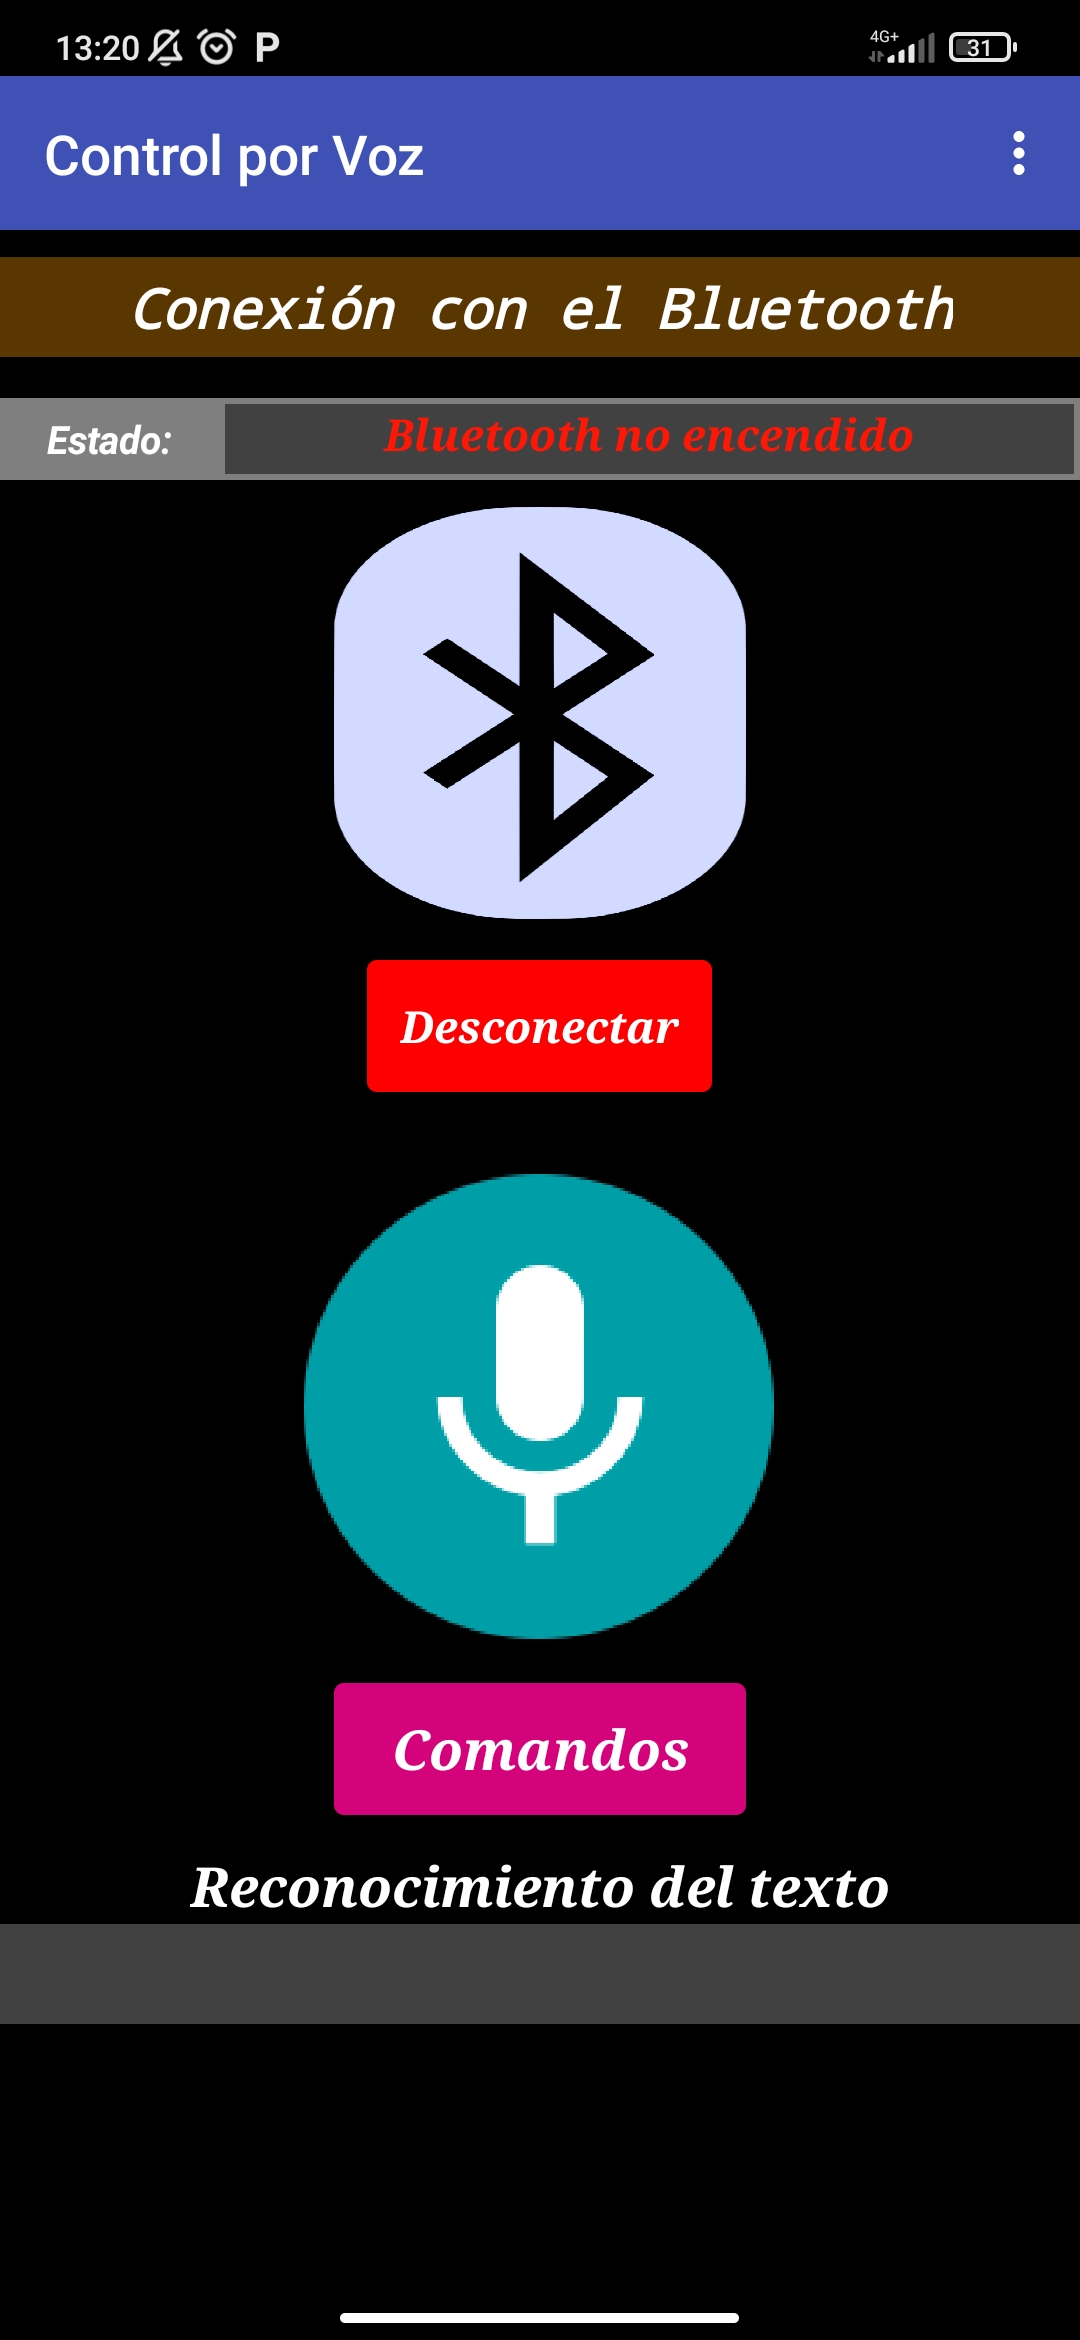 13:20 P 4G+ 31
Control por Voz
Conexión con el Bluetooth
Estado: Bluetooth no encendido
Desconectar
Comandos
Reconocimiento del texto